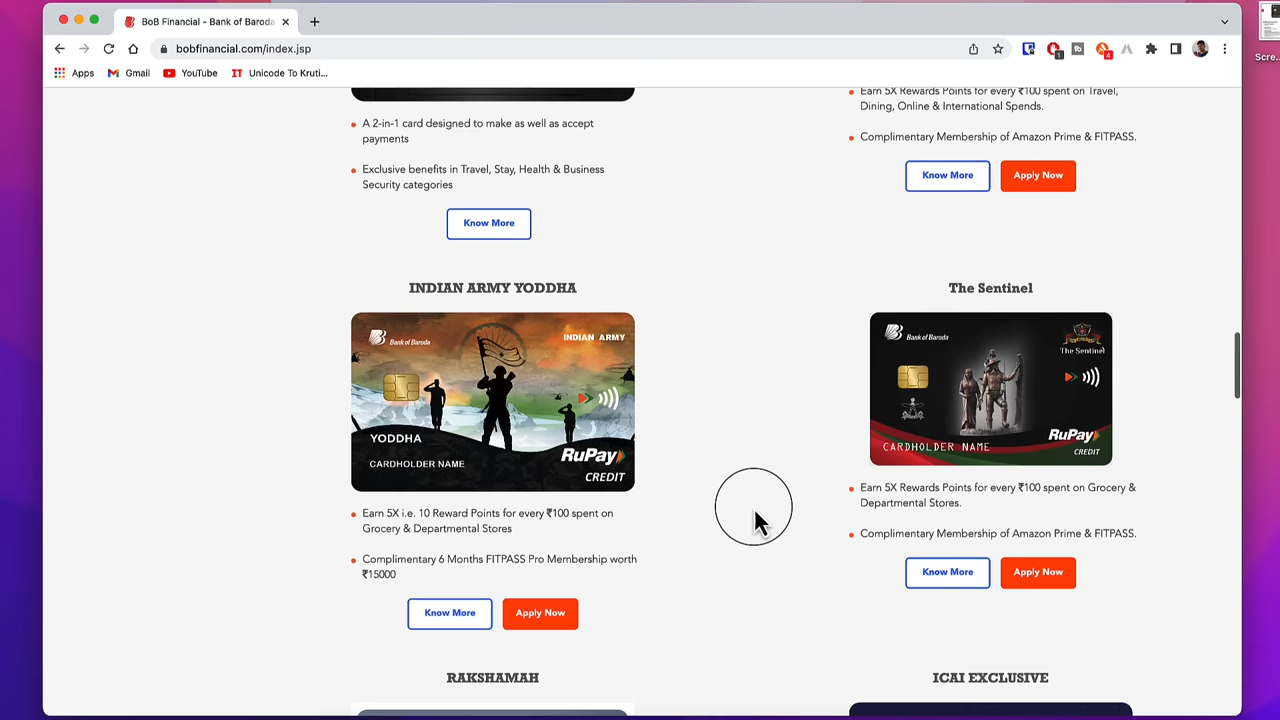 BoB Financial - Bank of Baroda
bobfinancial.com/index.jsp
1
4
Apps
Gmail
YouTube
IT
Unicode To Kruti...
Scre...
A 2-in-1 card designed to make as well as accept
payments
Exclusive benefits in Travel, Stay, Health & Business
Security categories
Know More
Earn 5X Rewards Points for every ₹100 spent on Travel,
Dining, Online & International Spends.
Complimentary Membership of Amazon Prime & FITPASS.
Know More
Apply Now
INDIAN ARMY YODDHA
Bank of Baroda
INDIAN ARMY
YODDHA
CARDHOLDER NAME
RuPay
CREDIT
Earn 5X i.e. 10 Reward Points for every ₹100 spent on
Grocery & Departmental Stores
Complimentary 6 Months FITPASS Pro Membership worth
₹15000
Know More
Apply Now
The Sentinel
Bank of Baroda
The Sentinel
CARDHOLDER NAME
RuPay
CREDIT
Earn 5X Rewards Points for every ₹100 spent on Grocery &
Departmental Stores.
Complimentary Membership of Amazon Prime & FITPASS.
Know More
Apply Now
RAKSHAMAH
ICAI EXCLUSIVE